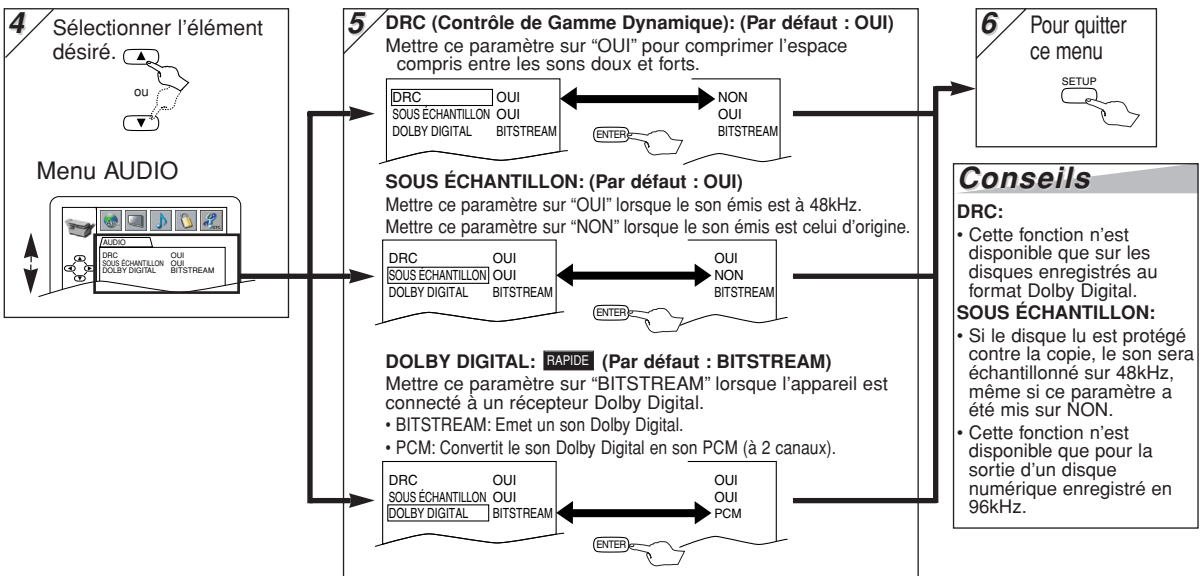 4
Sélectionner l'élément
désiré.
ou
Menu AUDIO
AUDIO
DRC OUI
SOUS ÉCHANTILLON OUI
DOLBY DIGITAL BITSTREAM
5
DRC (Contrôle de Gamme Dynamique): (Par défaut : OUI)
Mettre ce paramètre sur “OUI” pour comprimer l'espace
compris entre les sons doux et forts.
DRC OUI NON
SOUS ÉCHANTILLON OUI OUI
DOLBY DIGITAL BITSTREAM BITSTREAM
ENTER
SOUS ÉCHANTILLON: (Par défaut : OUI)
Mettre ce paramètre sur “OUI” lorsque le son émis est à 48kHz.
Mettre ce paramètre sur “NON” lorsque le son émis est celui d'origine.
DRC OUI OUI
SOUS ÉCHANTILLON OUI NON
DOLBY DIGITAL BITSTREAM BITSTREAM
ENTER
DOLBY DIGITAL: RAPIDE (Par défaut : BITSTREAM)
Mettre ce paramètre sur “BITSTREAM” lorsque l'appareil est
connecté à un récepteur Dolby Digital.
• BITSTREAM: Emet un son Dolby Digital.
• PCM: Convertit le son Dolby Digital en son PCM (à 2 canaux).
DRC OUI OUI
SOUS ÉCHANTILLON OUI OUI
DOLBY DIGITAL BITSTREAM PCM
ENTER
6
Pour quitter
ce menu
SETUP
Conseils
DRC:
• Cette fonction n'est
disponible que sur les
disques enregistrés au
format Dolby Digital.
SOUS ÉCHANTILLON:
• Si le disque lu est protégé
contre la copie, le son sera
échantillonné sur 48kHz,
même si ce paramètre a
été mis sur NON.
• Cette fonction n'est
disponible que pour la
sortie d'un disque
numérique enregistré en
96kHz.